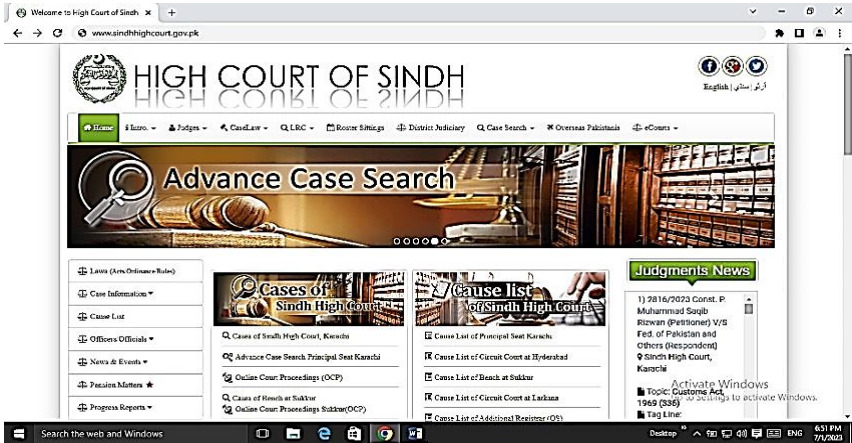 Welcome to High Court of Sindh
www.sindhhighcourt.gov.pk
HIGH COURT OF SINDH
English | سنڌي | اُردُو
Home Intro. Judges CaseLaw LRC Roster Sittings District Judiciary Case Search Overseas Pakistanis eCourts
Advance Case Search
Laws (Acts Ordinance Rules)
Case Information
Cause List
Officers Officials
News & Events
Pension Matters
Progress Reports
Cases of
Sindh High Court
Cases of Sindh High Court, Karachi
Advance Case Search Principal Seat Karachi
Online Court Proceedings (OCP)
Cases of Bench at Sukkur
Online Court Proceedings Sukkur(OCP)
Cause list
of Sindh High Court
Cause List of Principal Seat Karachi
Cause List of Circuit Court at Hyderabad
Cause List of Bench at Sukkur
Cause List of Circuit Court at Larkana
Cause List of Additional Registrar (OS)
Judgments News
1) 2816/2023 Const. P.
Muhammad Saqib
Rizwan (Petitioner) V/S
Fed. of Pakistan and
Others (Respondent)
Sindh High Court,
Karachi
Topic: Customs Act,
1969 (336)
Tag Line:
Activate Windows
to Settings to activate Windows.
Search the web and Windows
Desktop
ENG
6:51 PM
7/1/2023